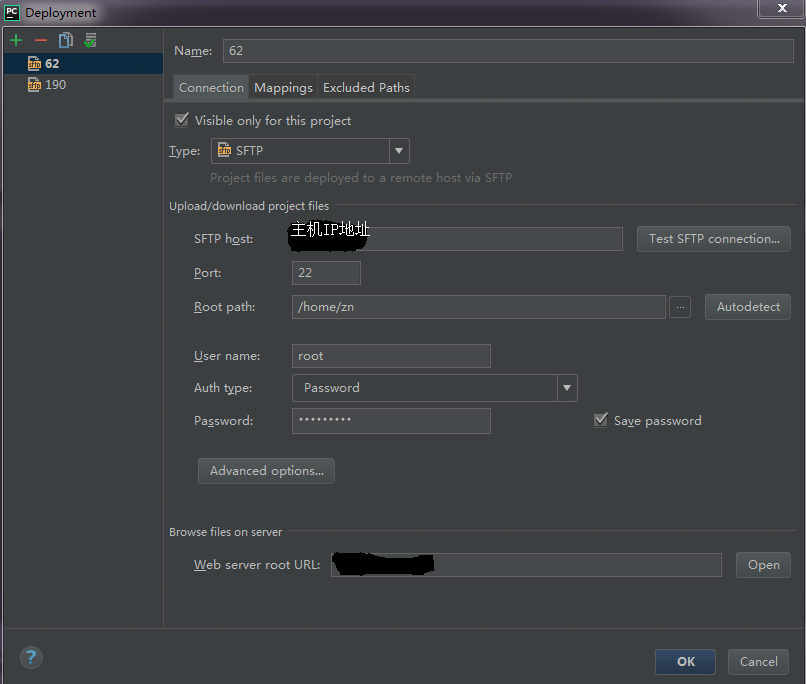 PC Deployment
62
190
Name: 62
Connection Mappings Excluded Paths
Visible only for this project
Type: SFTP
Project files are deployed to a remote host via SFTP
Upload/download project files
SFTP host: 主机IP地址 Test SFTP connection...
Port: 22
Root path: /home/zn ... Autodetect
User name: root
Auth type: Password
Password: ••••••••• Save password
Advanced options...
Browse files on server
Web server root URL: Open
? OK Cancel